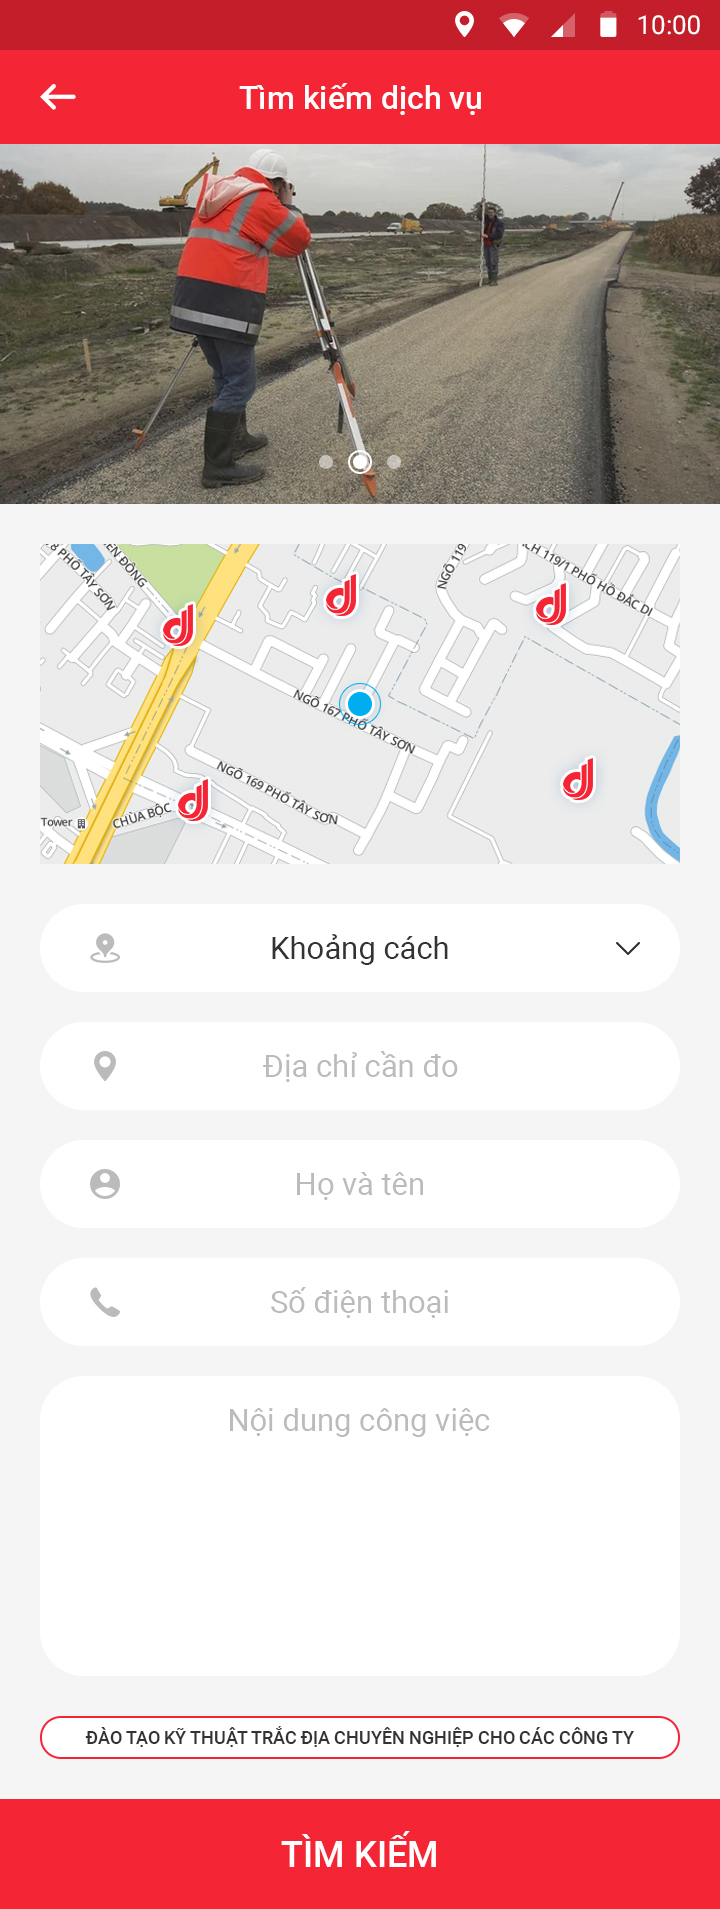 10:00
Tìm kiếm dịch vụ
PHỐ TÂY SƠN
NGÕ 119
CH 119/1 PHỐ HỒ ĐẮC DI
NGÕ 167 PHỐ TÂY SƠN
NGÕ 169 PHỐ TÂY SƠN
Tower
CHÙA BỘC
Khoảng cách
Địa chỉ cần đo
Họ và tên
Số điện thoại
Nội dung công việc
ĐÀO TẠO KỸ THUẬT TRẮC ĐỊA CHUYÊN NGHIỆP CHO CÁC CÔNG TY
TÌM KIẾM